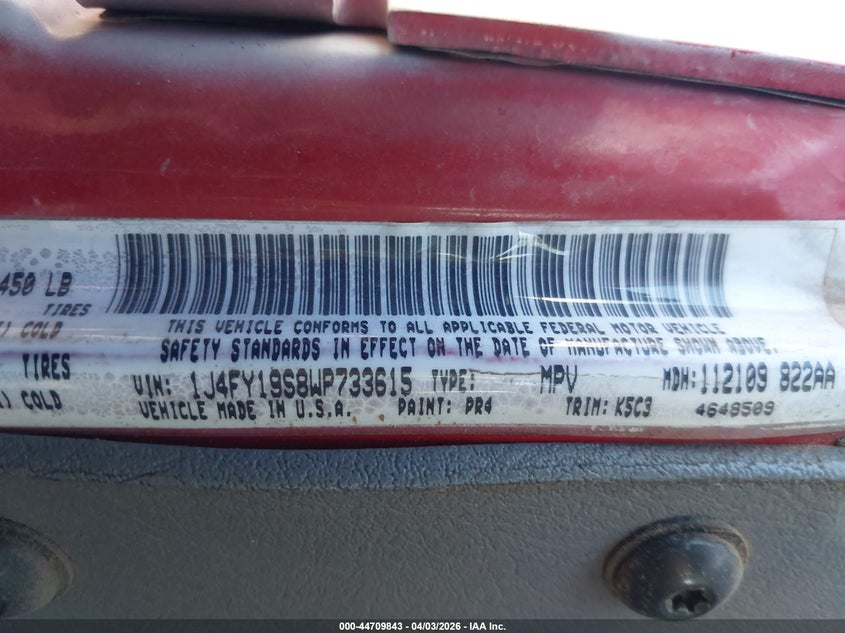 450 LB
TIRES
COLD
TIRES
COLD
THIS VEHICLE CONFORMS TO ALL APPLICABLE FEDERAL MOTOR VEHICLE
SAFETY STANDARDS IN EFFECT ON THE DATE OF MANUFACTURE SHOWN ABOVE.
VIN: 1J4FY19S8WP733615 TYPE: MPV MDH: 112109 822AA
VEHICLE MADE IN U.S.A. PAINT: PR4 TRIM: K5C3 4648509
000-44709843 - 04/03/2026 - IAA Inc.